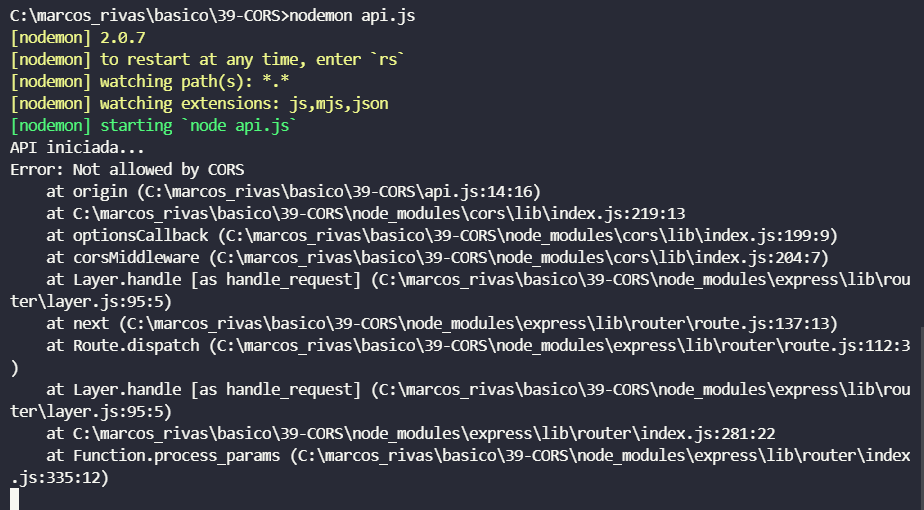 C:\marcos_rivas\basico\39-CORS>nodemon api.js
[nodemon] 2.0.7
[nodemon] to restart at any time, enter `rs`
[nodemon] watching path(s): *.*
[nodemon] watching extensions: js,mjs,json
[nodemon] starting `node api.js`
API iniciada...
Error: Not allowed by CORS
    at origin (C:\marcos_rivas\basico\39-CORS\api.js:14:16)
    at C:\marcos_rivas\basico\39-CORS\node_modules\cors\lib\index.js:219:13
    at optionsCallback (C:\marcos_rivas\basico\39-CORS\node_modules\cors\lib\index.js:199:9)
    at corsMiddleware (C:\marcos_rivas\basico\39-CORS\node_modules\cors\lib\index.js:204:7)
    at Layer.handle [as handle_request] (C:\marcos_rivas\basico\39-CORS\node_modules\express\lib\rou
ter\layer.js:95:5)
    at next (C:\marcos_rivas\basico\39-CORS\node_modules\express\lib\router\route.js:137:13)
    at Route.dispatch (C:\marcos_rivas\basico\39-CORS\node_modules\express\lib\router\route.js:112:3
)
    at Layer.handle [as handle_request] (C:\marcos_rivas\basico\39-CORS\node_modules\express\lib\rou
ter\layer.js:95:5)
    at C:\marcos_rivas\basico\39-CORS\node_modules\express\lib\router\index.js:281:22
    at Function.process_params (C:\marcos_rivas\basico\39-CORS\node_modules\express\lib\router\index
.js:335:12)